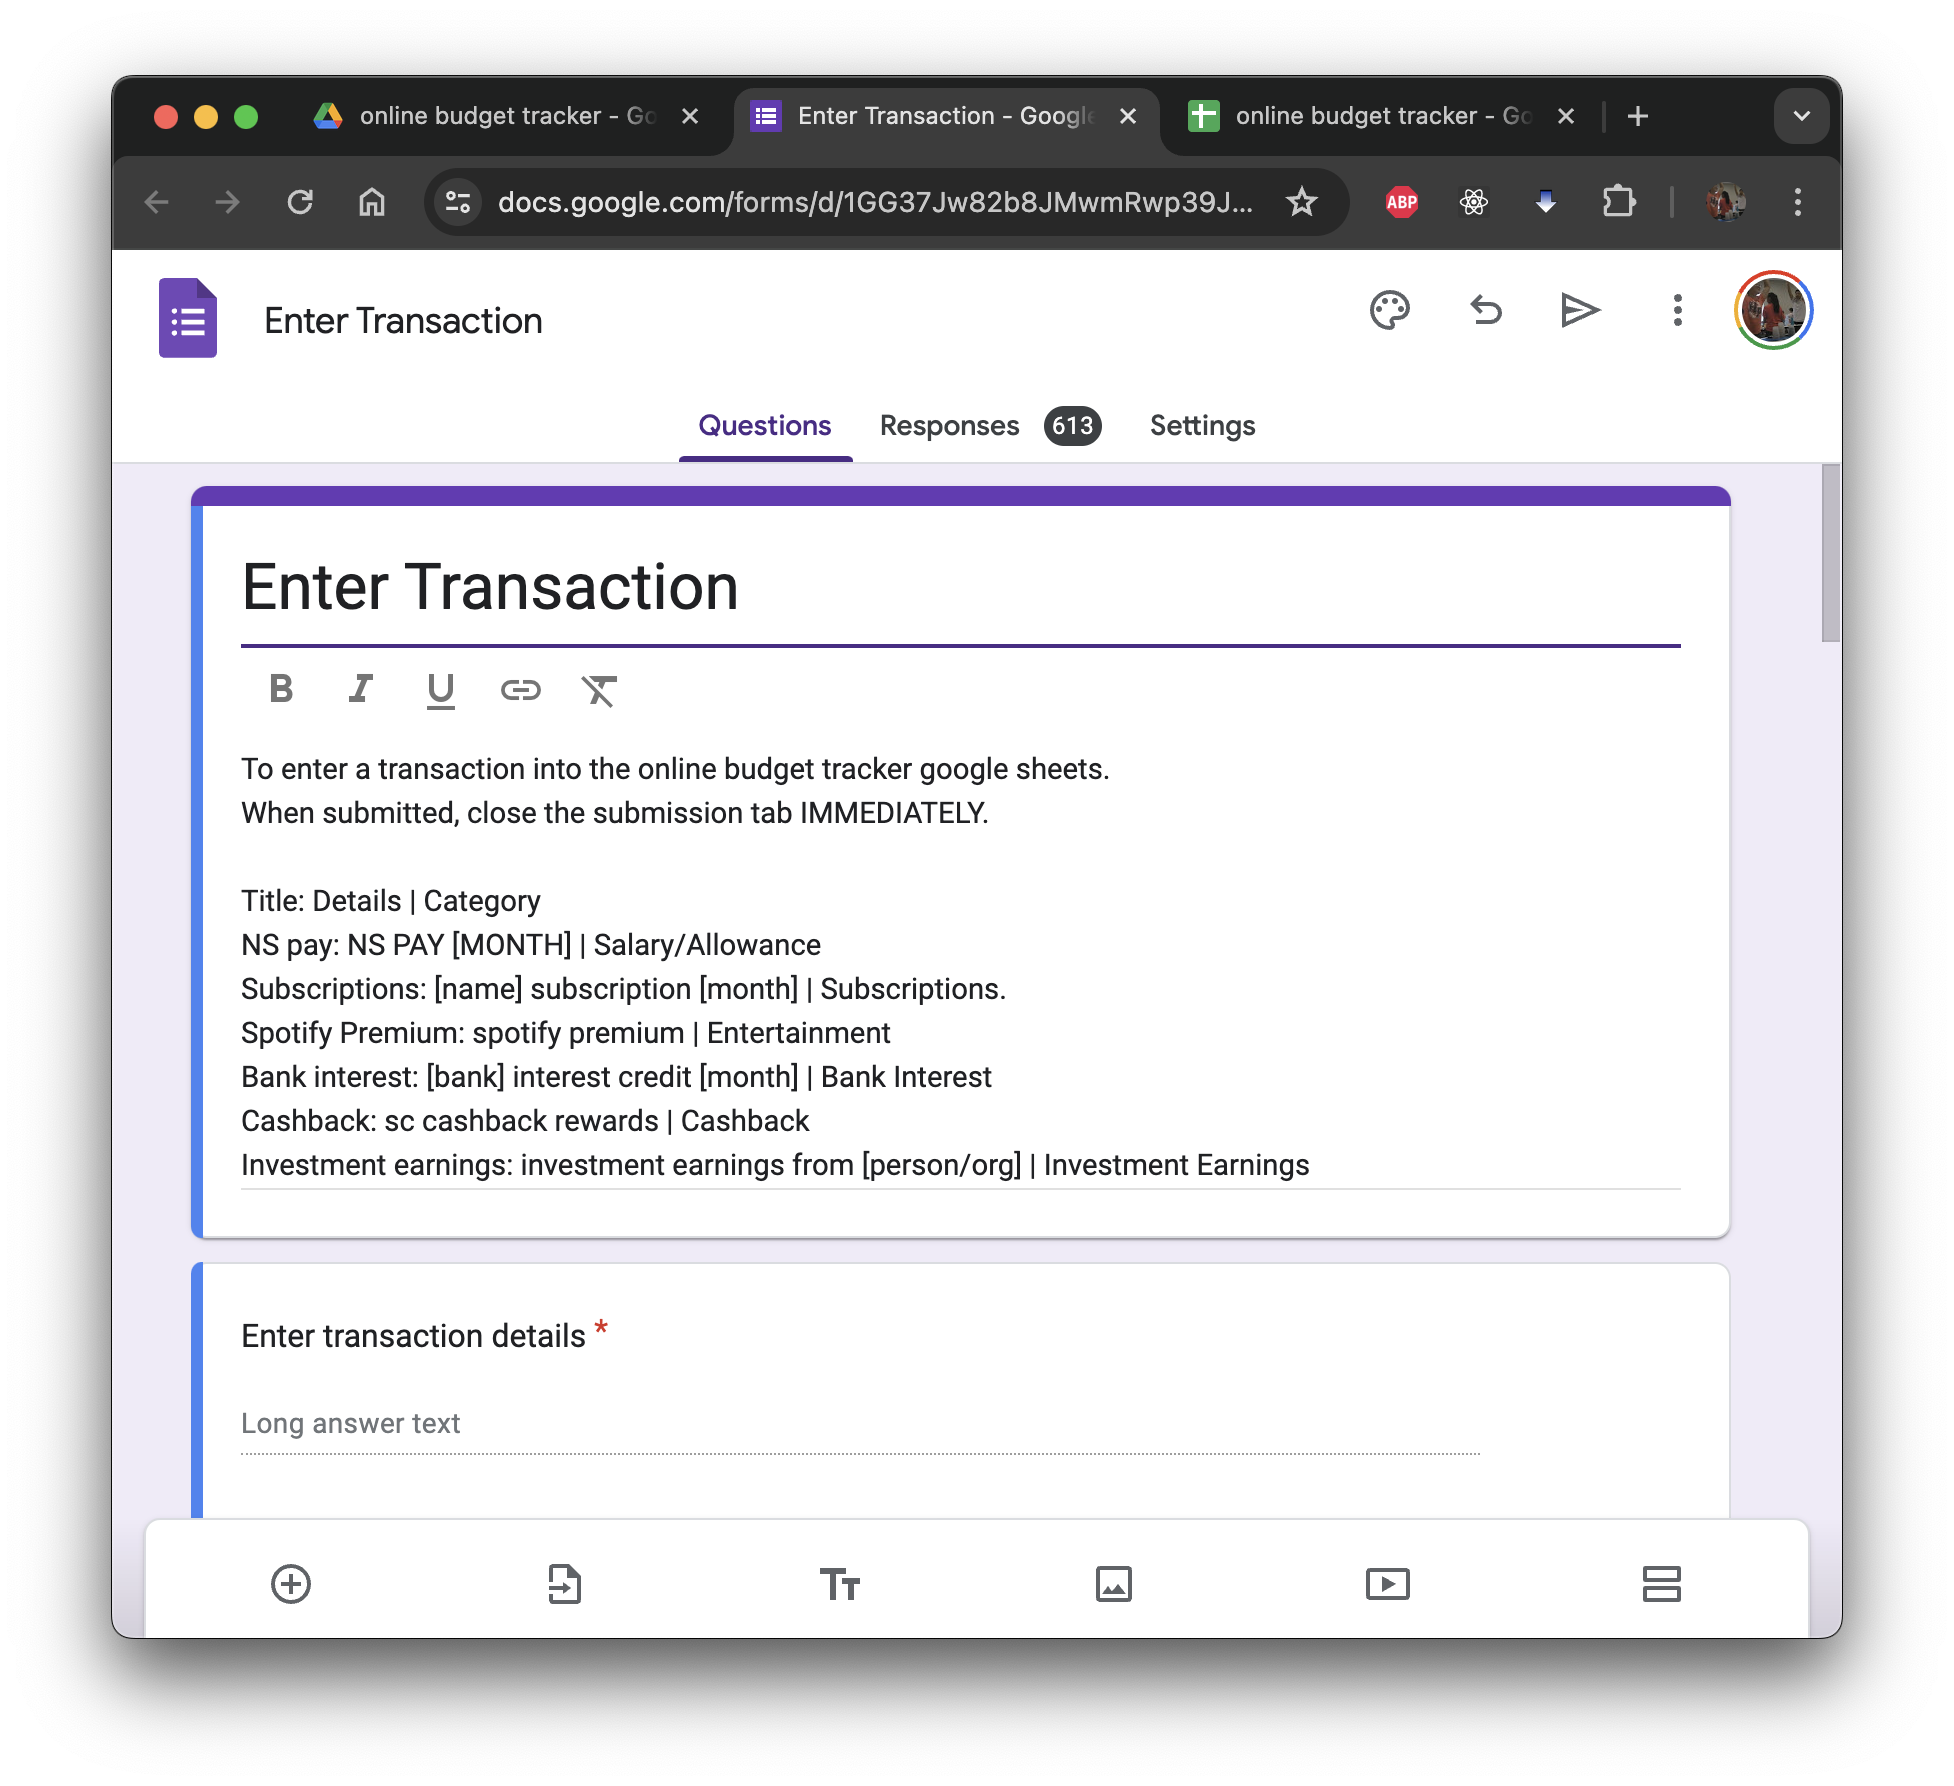 online budget tracker - Go
Enter Transaction - Google
online budget tracker - Go
docs.google.com/forms/d/1GG37Jw82b8JMwmRwp39J...
ABP
Enter Transaction
Questions
Responses 613
Settings
Enter Transaction
B I U
To enter a transaction into the online budget tracker google sheets.
When submitted, close the submission tab IMMEDIATELY.
Title: Details | Category
NS pay: NS PAY [MONTH] | Salary/Allowance
Subscriptions: [name] subscription [month] | Subscriptions.
Spotify Premium: spotify premium | Entertainment
Bank interest: [bank] interest credit [month] | Bank Interest
Cashback: sc cashback rewards | Cashback
Investment earnings: investment earnings from [person/org] | Investment Earnings
Enter transaction details *
Long answer text
Tт